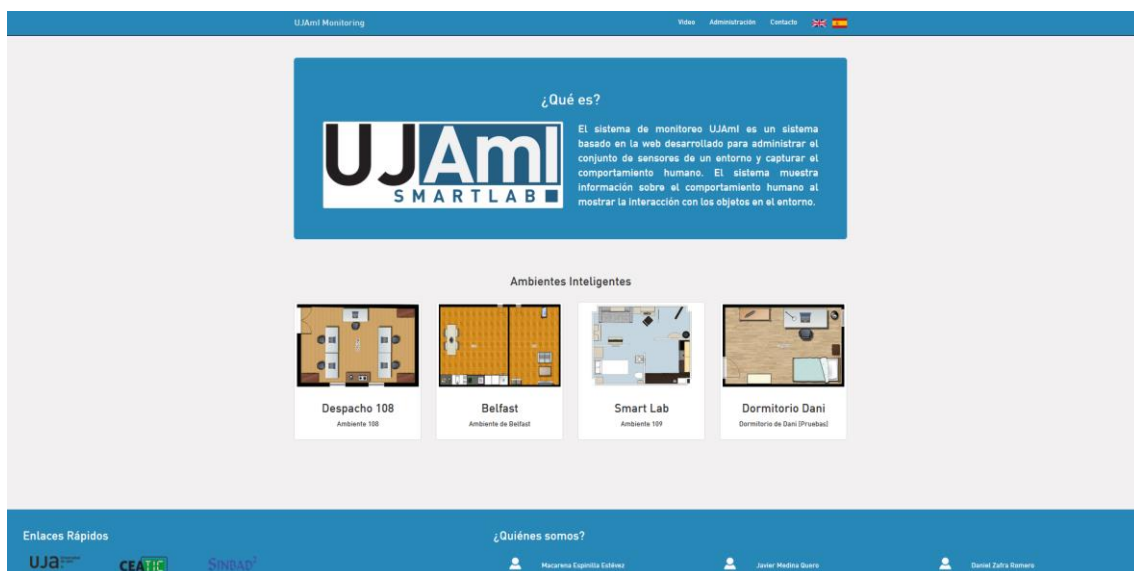 UJAmI Monitoring
Video Administración Contacto
¿Qué es?
UJAmI
SMARTLAB
El sistema de monitoreo UJAmI es un sistema
basado en la web desarrollado para administrar el
conjunto de sensores de un entorno y capturar el
comportamiento humano. El sistema muestra
información sobre el comportamiento humano al
mostrar la interacción con los objetos en el entorno.
Ambientes Inteligentes
Despacho 108
Ambiente 108
Belfast
Ambiente de Belfast
Smart Lab
Ambiente 109
Dormitorio Dani
Dormitorio de Dani (Pruebas)
Enlaces Rápidos
UJa
CEATIC
SINBAD²
¿Quiénes somos?
Macarena Espinilla Estévez
Javier Medina Quero
Daniel Zafra Romero